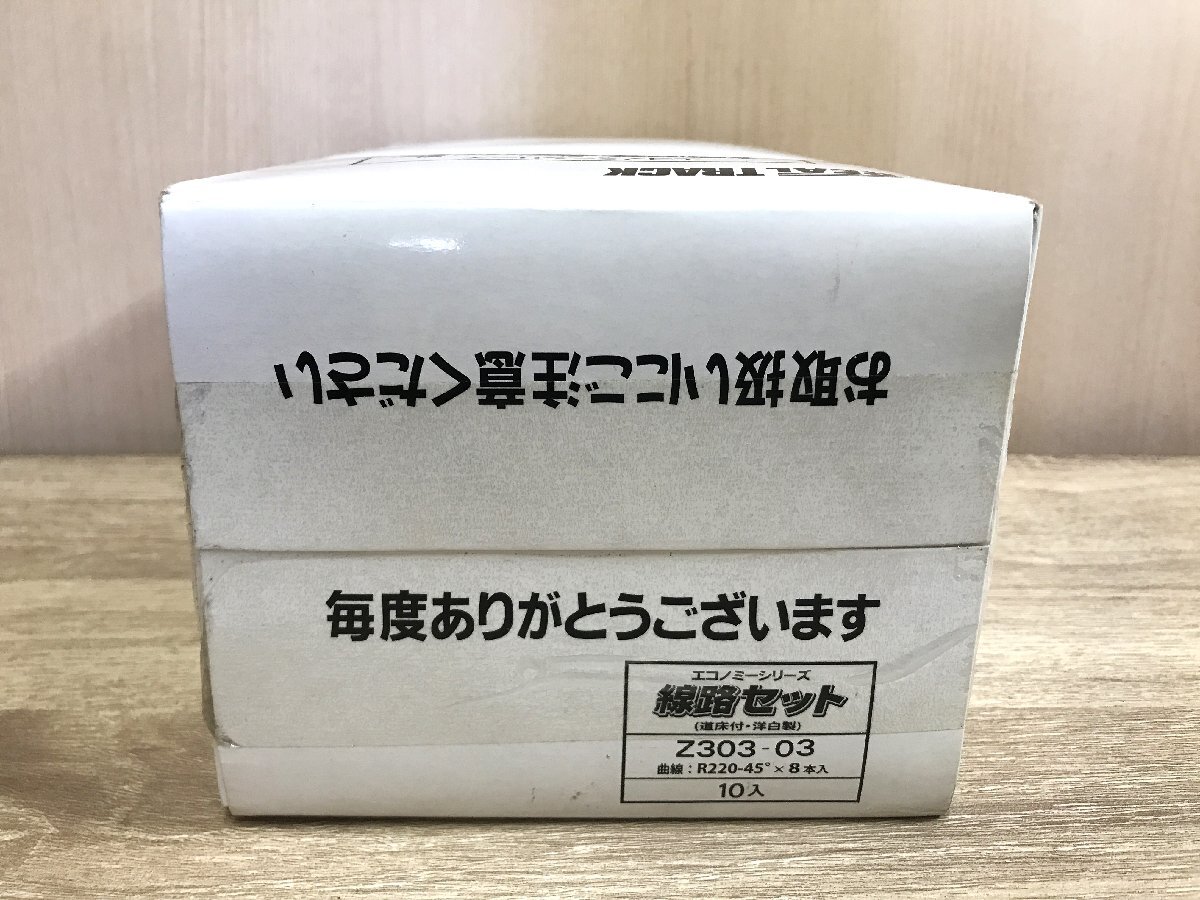 REAL TRACK
お取扱いにご注意ください
毎度ありがとうございます
エコノミーシリーズ
線路セット
(道床付・洋白製)
Z303-03
曲線：R220-45°×8本入
10入